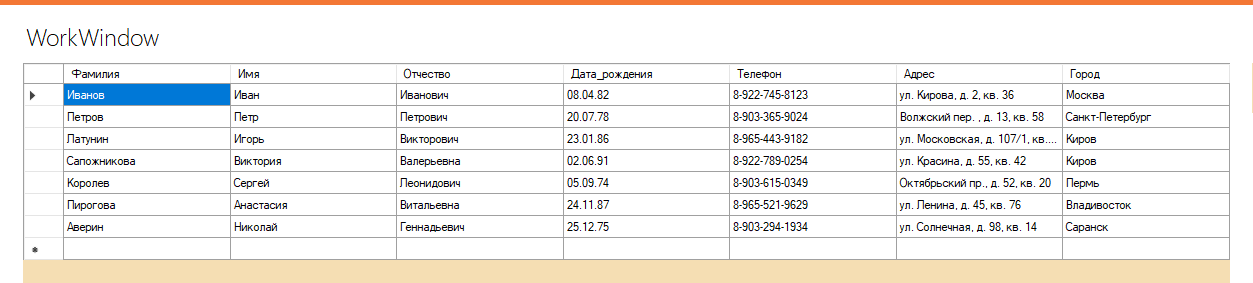 WorkWindow
Фамилия Имя Отчество Дата_рождения Телефон Адрес Город
Иванов Иван Иванович 08.04.82 8-922-745-8123 ул. Кирова, д. 2, кв. 36 Москва
Петров Петр Петрович 20.07.78 8-903-365-9024 Волжский пер. , д. 13, кв. 58 Санкт-Петербург
Латунин Игорь Викторович 23.01.86 8-965-443-9182 ул. Московская, д. 107/1, кв.... Киров
Сапожникова Виктория Валерьевна 02.06.91 8-922-789-0254 ул. Красина, д. 55, кв. 42 Киров
Королев Сергей Леонидович 05.09.74 8-903-615-0349 Октябрьский пр., д. 52, кв. 20 Пермь
Пирогова Анастасия Витальевна 24.11.87 8-965-521-9629 ул. Ленина, д. 45, кв. 76 Владивосток
Аверин Николай Геннадьевич 25.12.75 8-903-294-1934 ул. Солнечная, д. 98, кв. 14 Саранск